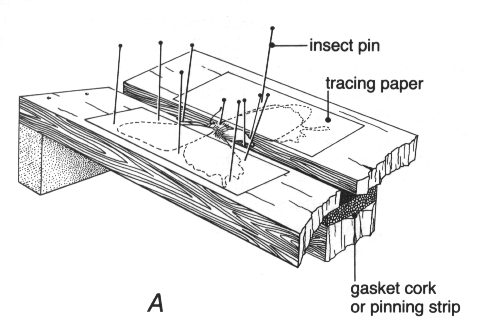 insect pin
tracing paper
gasket cork
or pinning strip
A